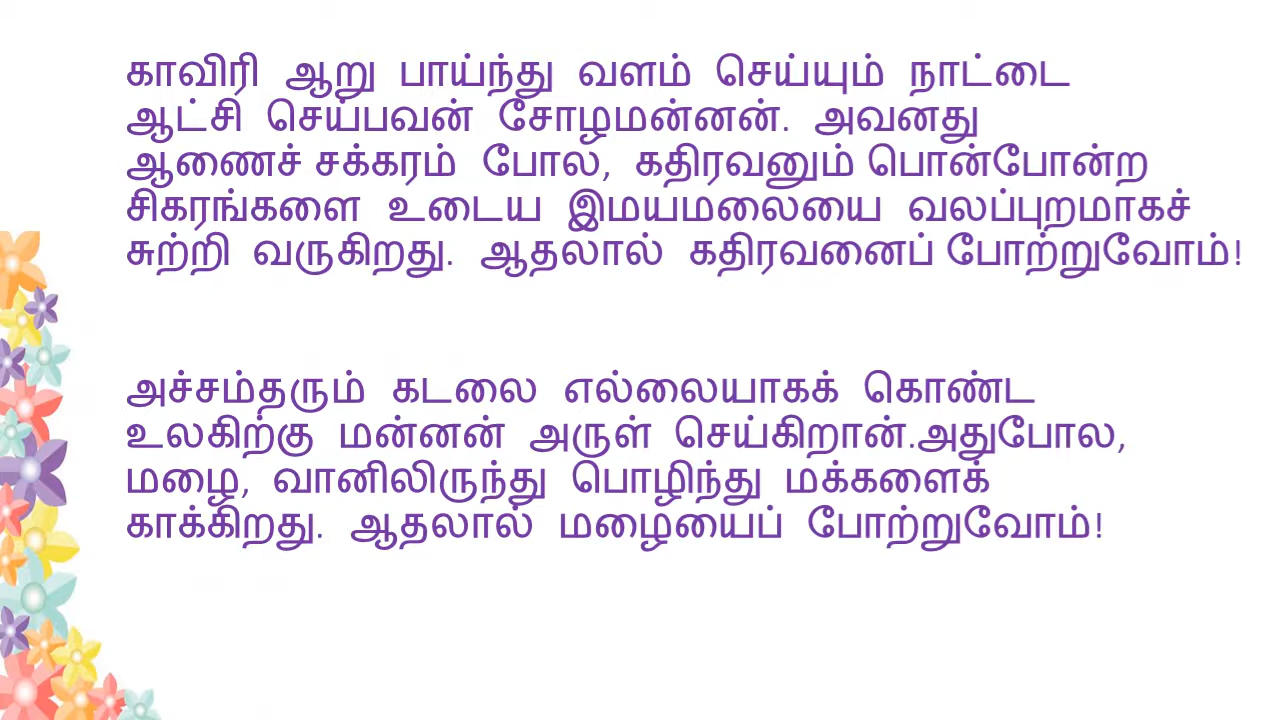 காவிரி ஆறு பாய்ந்து வளம் செய்யும் நாட்டை
ஆட்சி செய்பவன் சோழமன்னன். அவனது
ஆணைச் சக்கரம் போல, கதிரவனும் பொன்போன்ற
சிகரங்களை உடைய இமயமலையை வலப்புறமாகச்
சுற்றி வருகிறது. ஆதலால் கதிரவனைப் போற்றுவோம்!
அச்சம்தரும் கடலை எல்லையாகக் கொண்ட
உலகிற்கு மன்னன் அருள் செய்கிறான்.அதுபோல,
மழை, வானிலிருந்து பொழிந்து மக்களைக்
காக்கிறது. ஆதலால் மழையைப் போற்றுவோம்!